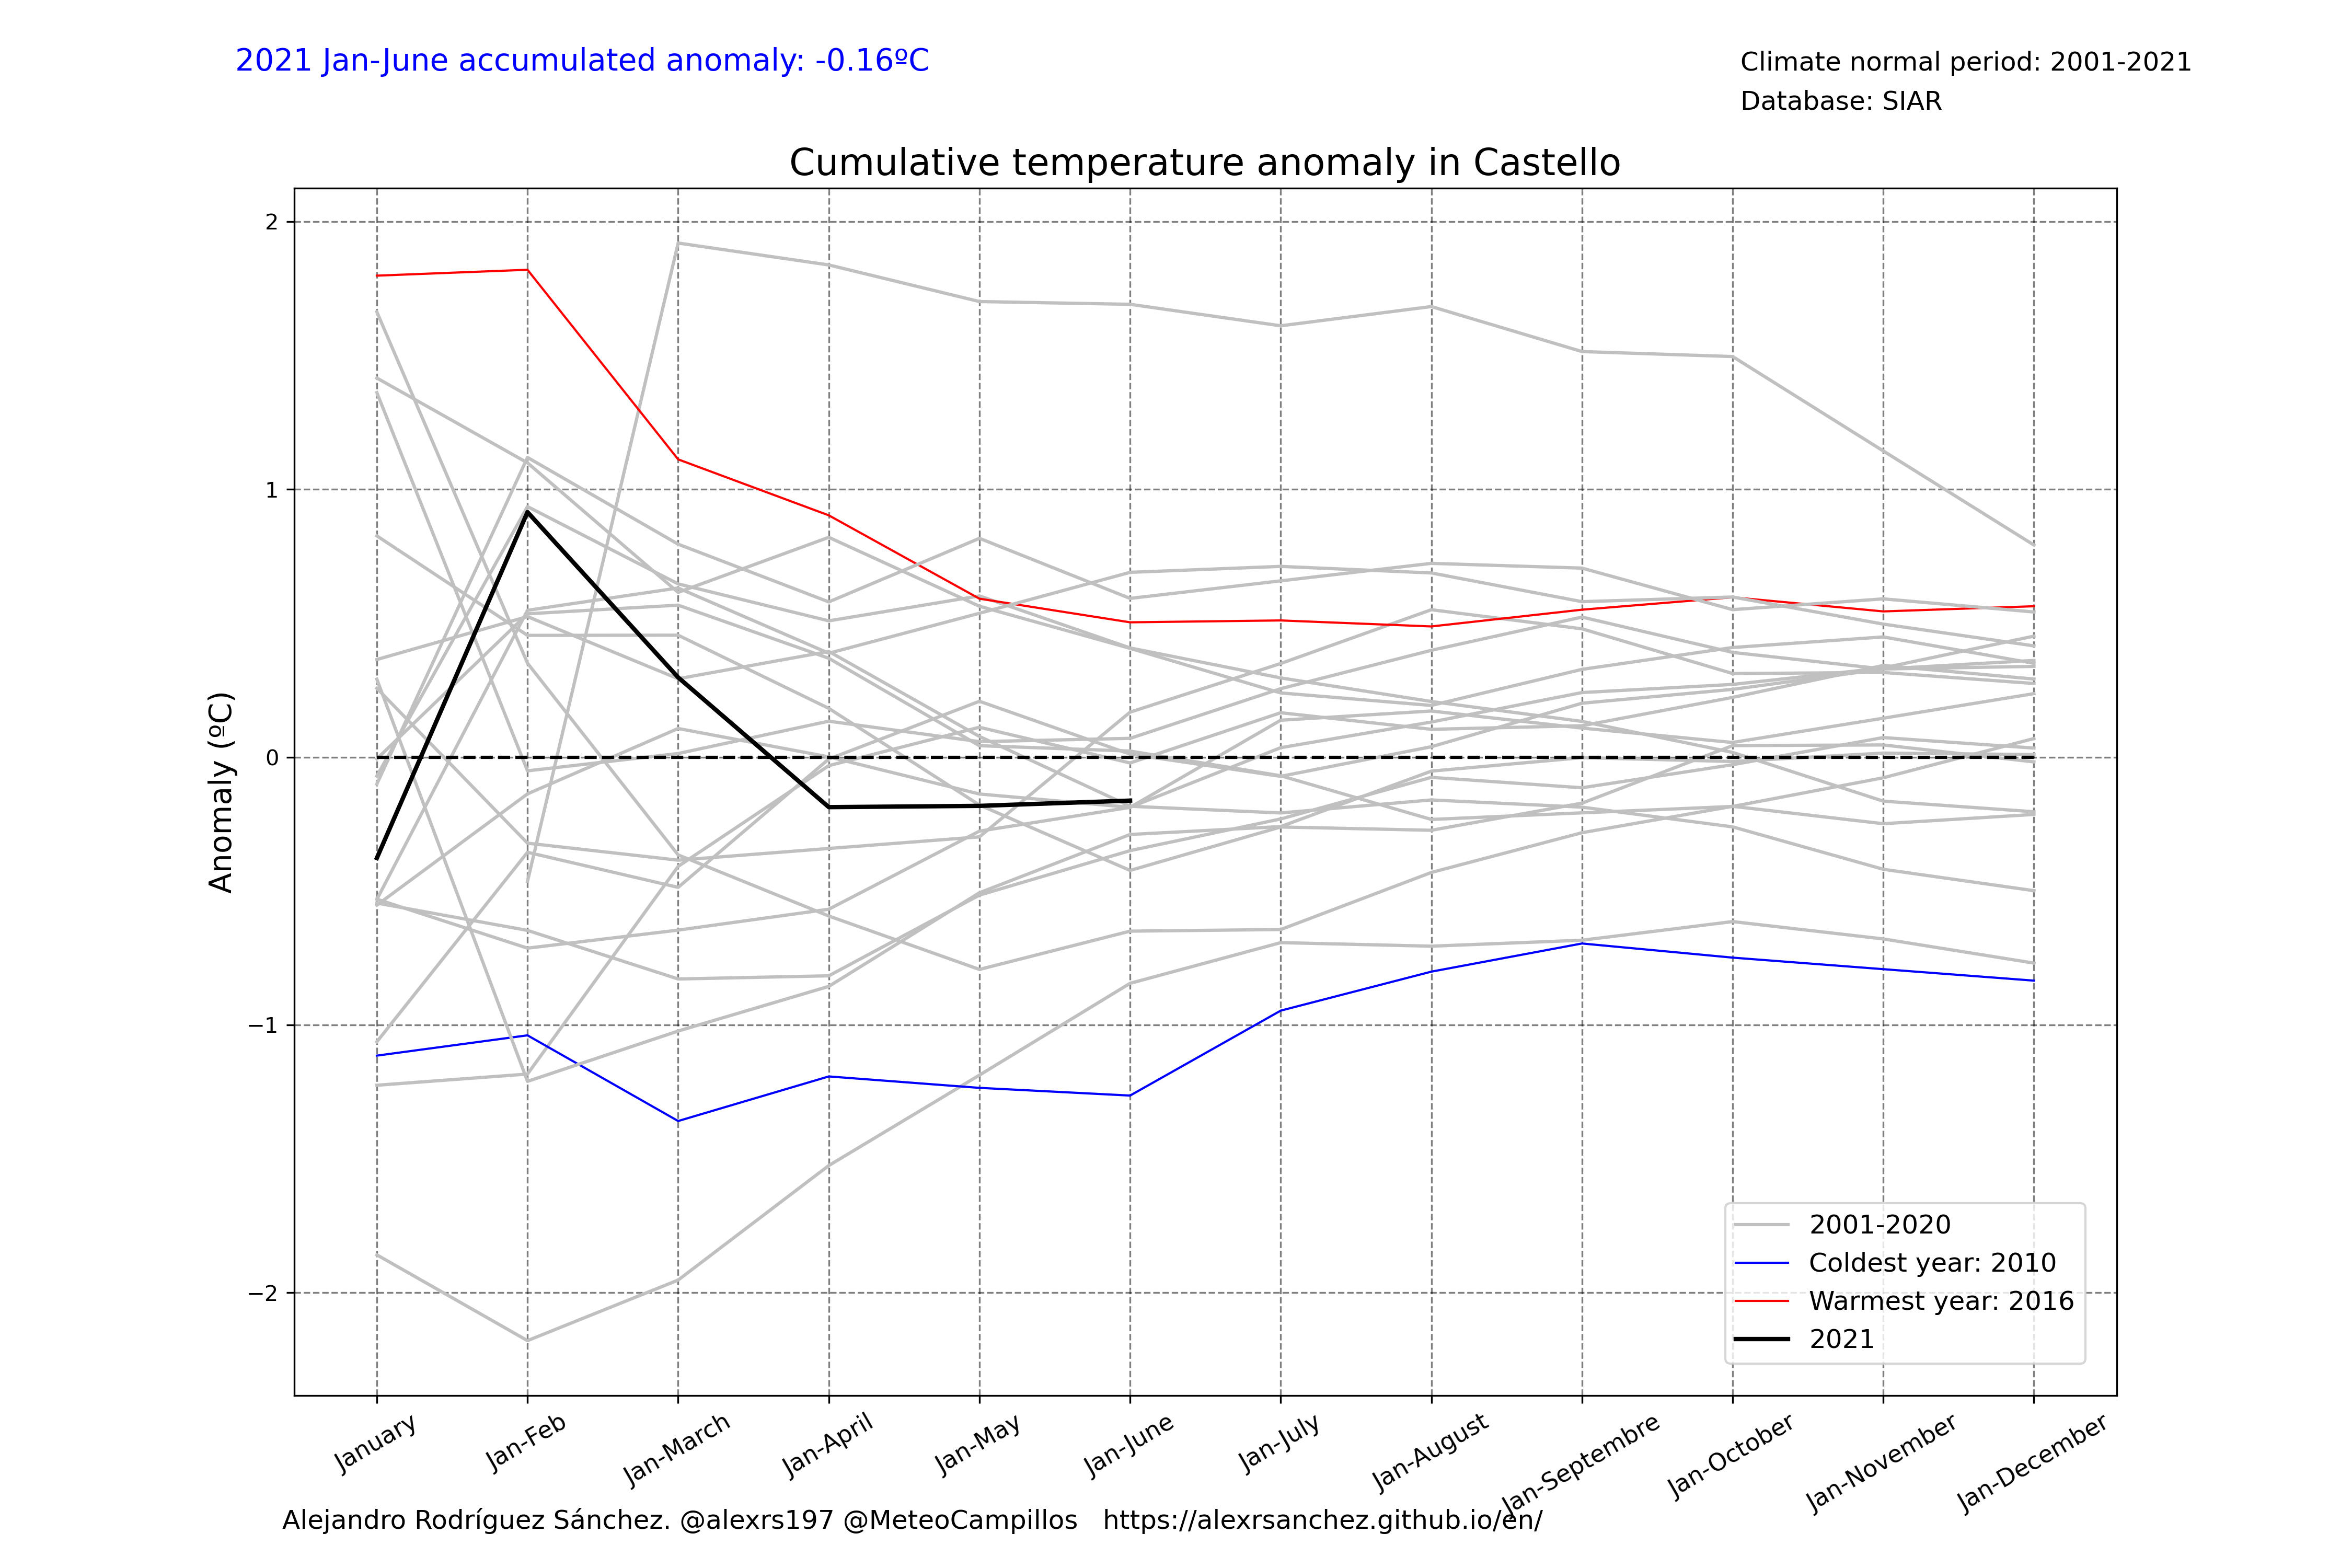 2021 Jan-June accumulated anomaly: -0.16ºC
Climate normal period: 2001-2021
Database: SIAR
Cumulative temperature anomaly in Castello
Anomaly (ºC)
2
1
0
−1
−2
2001-2020
Coldest year: 2010
Warmest year: 2016
2021
January
Jan-Feb
Jan-March
Jan-April
Jan-May
Jan-June
Jan-July
Jan-August
Jan-Septembre
Jan-October
Jan-November
Jan-December
Alejandro Rodríguez Sánchez. @alexrs197 @MeteoCampillos   https://alexrsanchez.github.io/en/